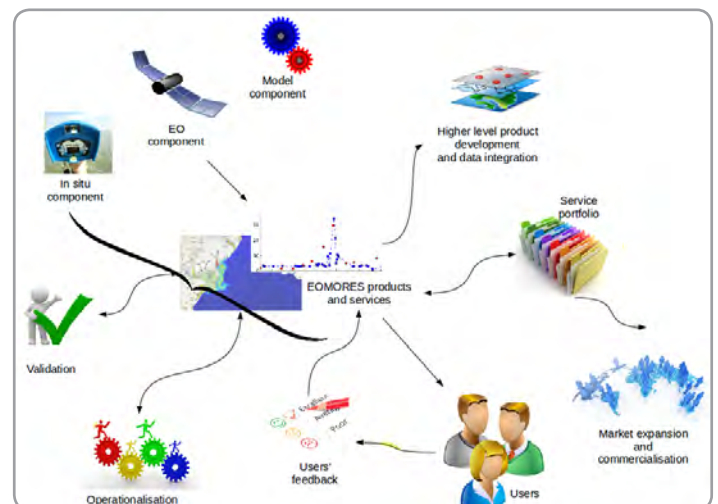 Model
component
EO
component
In situ
component
Higher level product
development
and data integration
Service
portfolio
EOMORES products
and services
Validation
Market expansion
and
commercialisation
Users'
feedback
Users
Operationalisation